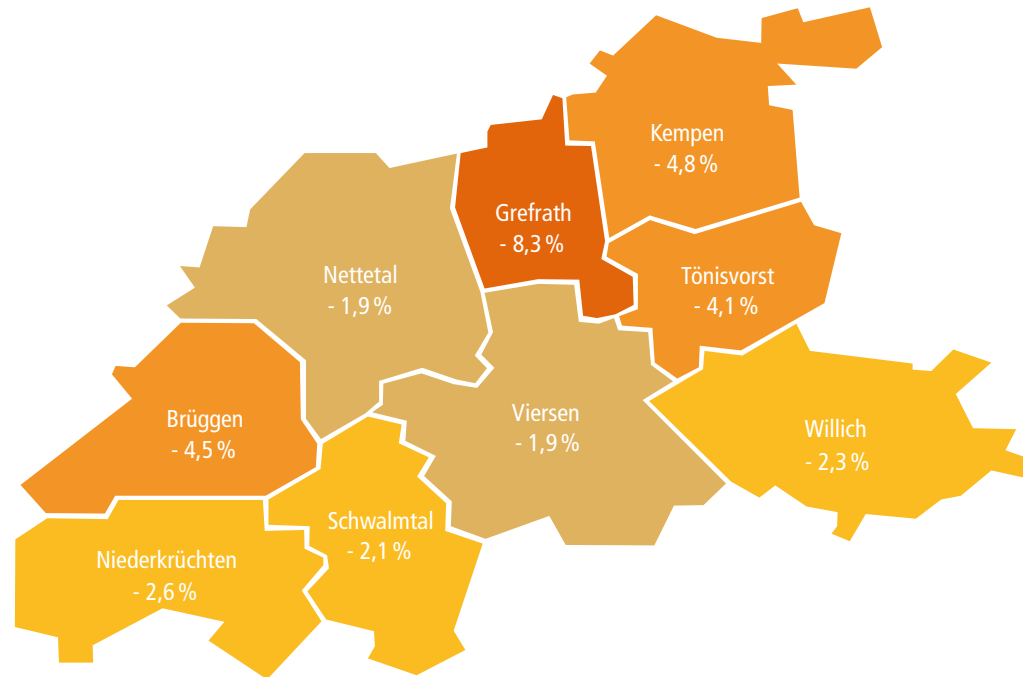 Kempen
- 4,8 %
Grefrath
- 8,3 %
Nettetal
- 1,9 %
Tönisvorst
- 4,1 %
Brüggen
- 4,5 %
Viersen
- 1,9 %
Willich
- 2,3 %
Schwalmtal
- 2,1 %
Niederkrüchten
- 2,6 %